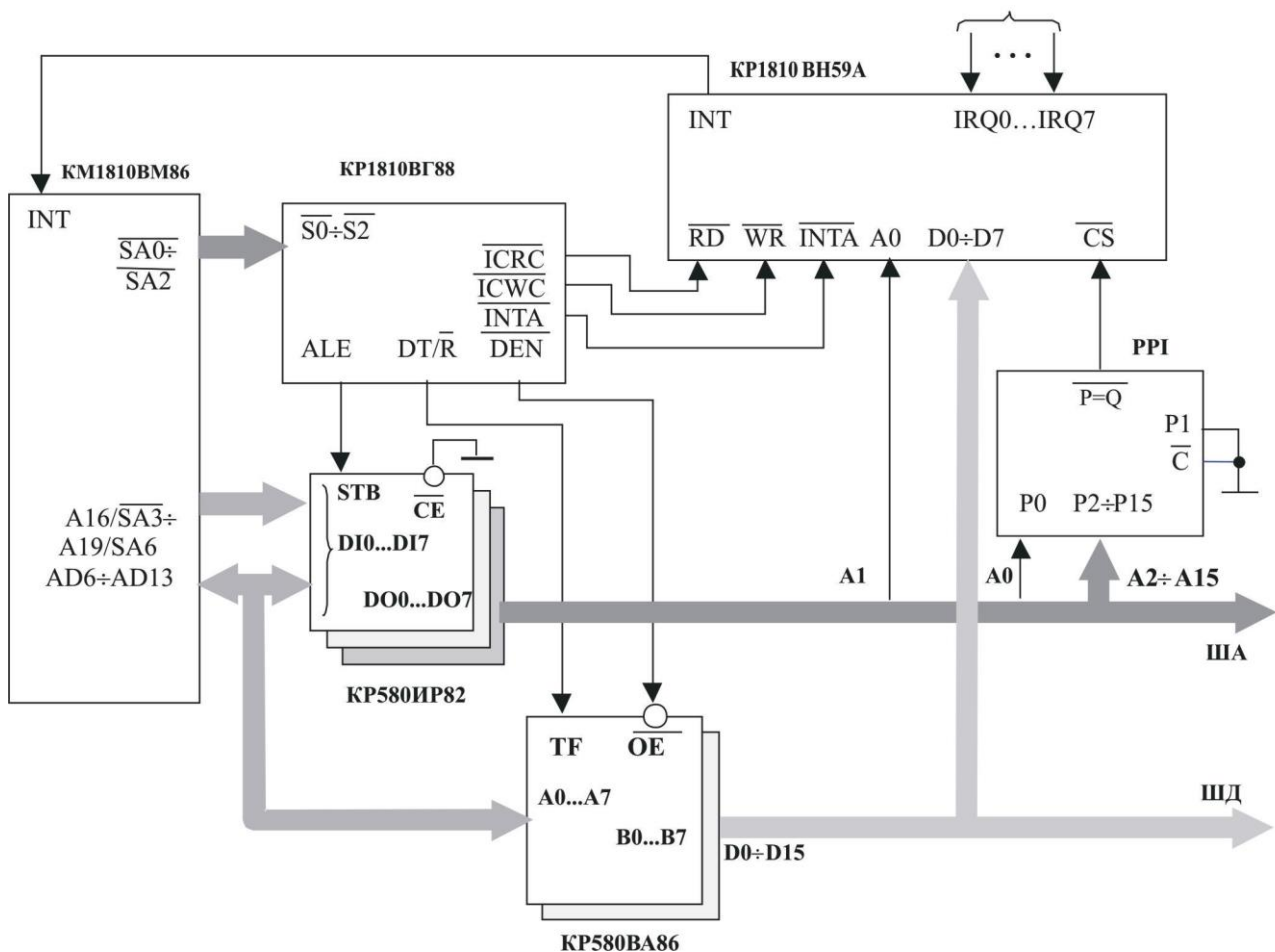 КР1810 ВН59А
INT
IRQ0…IRQ7
RD WR INTA A0 D0÷D7 CS
КМ1810ВМ86
INT
SA0÷
SA2
A16/SA3÷
A19/SA6
AD6÷AD13
КР1810ВГ88
S0÷S2
ICRC
ICWC
INTA
ALE DT/R DEN
STB
CE
DI0...DI7
DO0...DO7
КР580ИР82
PPI
P=Q
P1
C
P0 P2÷P15
A1
A0
A2÷A15
ША
TF OE
A0...A7
B0...B7
D0÷D15
ШД
КР580ВА86